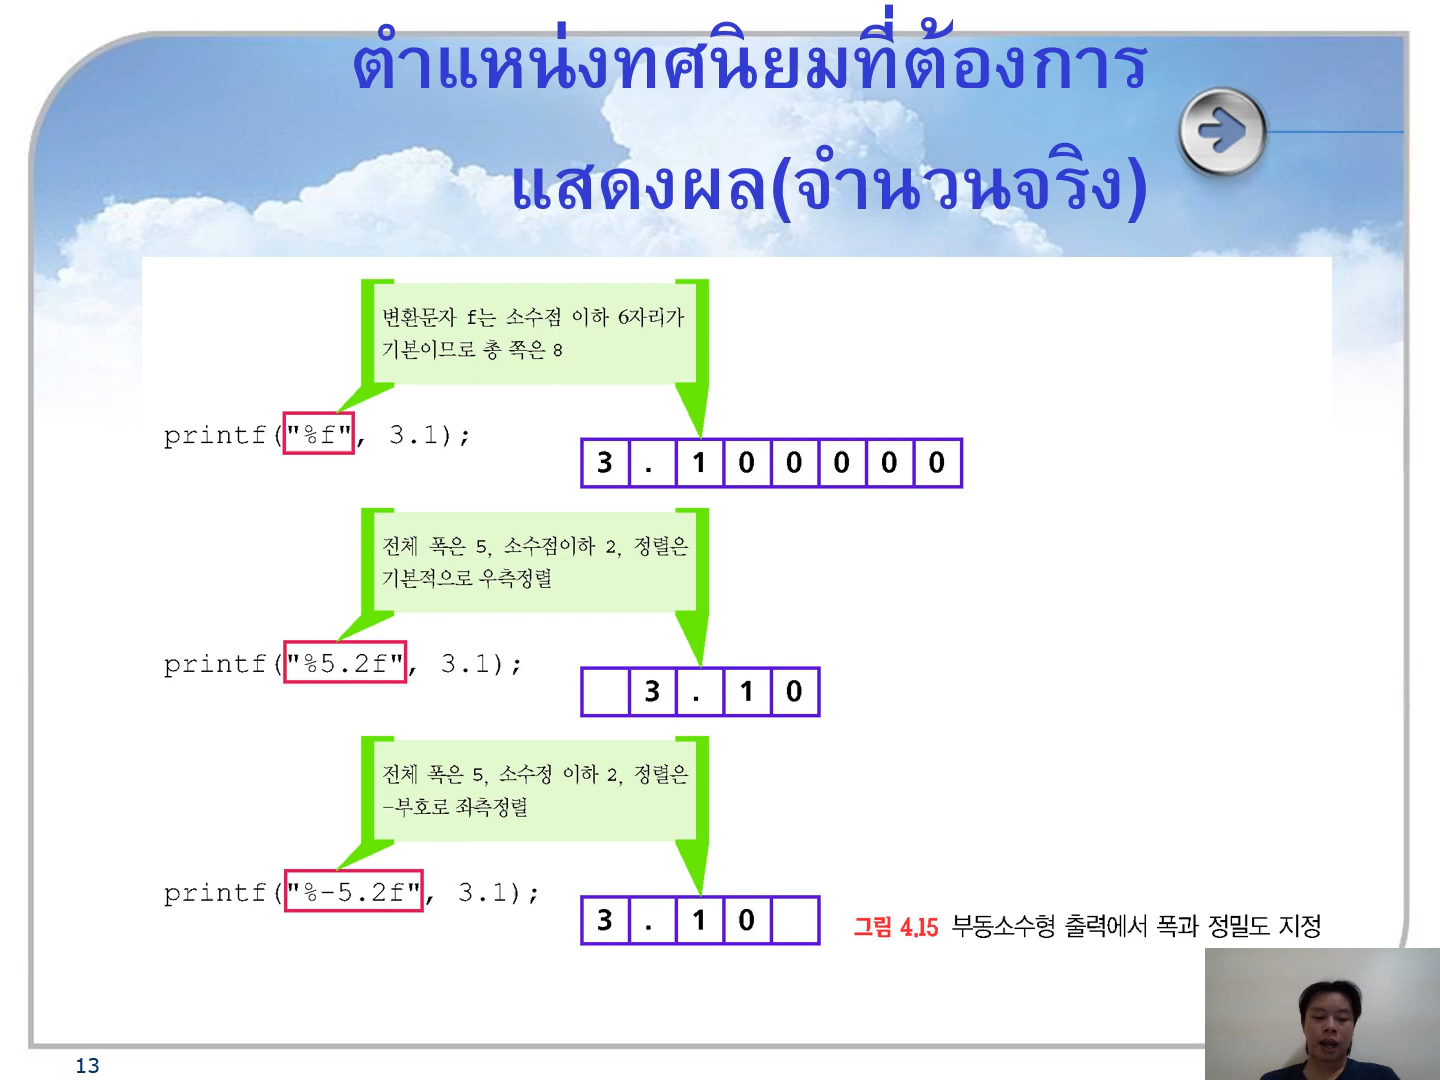 ตำแหน่งทศนิยมที่ต้องการ
แสดงผล(จำนวนจริง)
변환문자 f는 소수점 이하 6자리가
기본이므로 총 쪽은 8
printf("%f", 3.1);
3 . 1 0 0 0 0 0
전체 폭은 5, 소수점이하 2, 정렬은
기본적으로 우측정렬
printf("%5.2f", 3.1);
3 . 1 0
전체 폭은 5, 소수정 이하 2, 정렬은
-부호로 좌측정렬
printf("%-5.2f", 3.1);
3 . 1 0
그림 4.15 부동소수형 출력에서 폭과 정밀도 지정
13